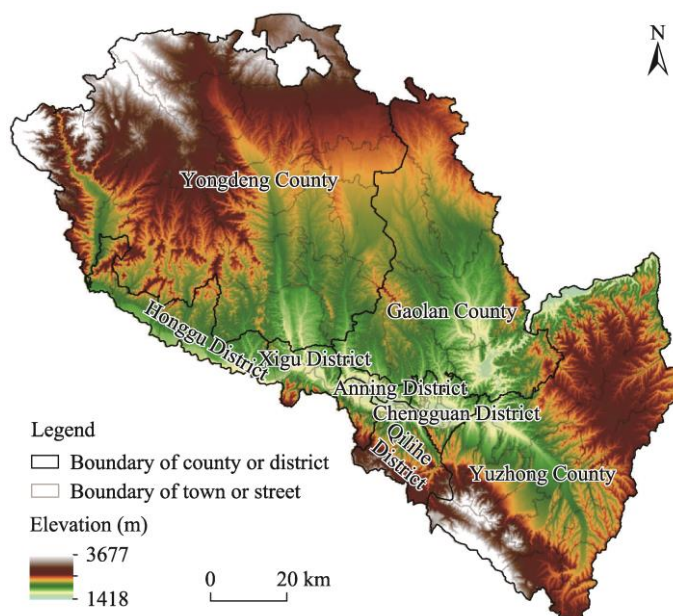 N
Yongdeng County
Gaolan County
Honggu District
Xigu District
Anning District
Chengguan District
Qilihe
District
Yuzhong County
Legend
Boundary of county or district
Boundary of town or street
Elevation (m)
3677
1418
0 20 km